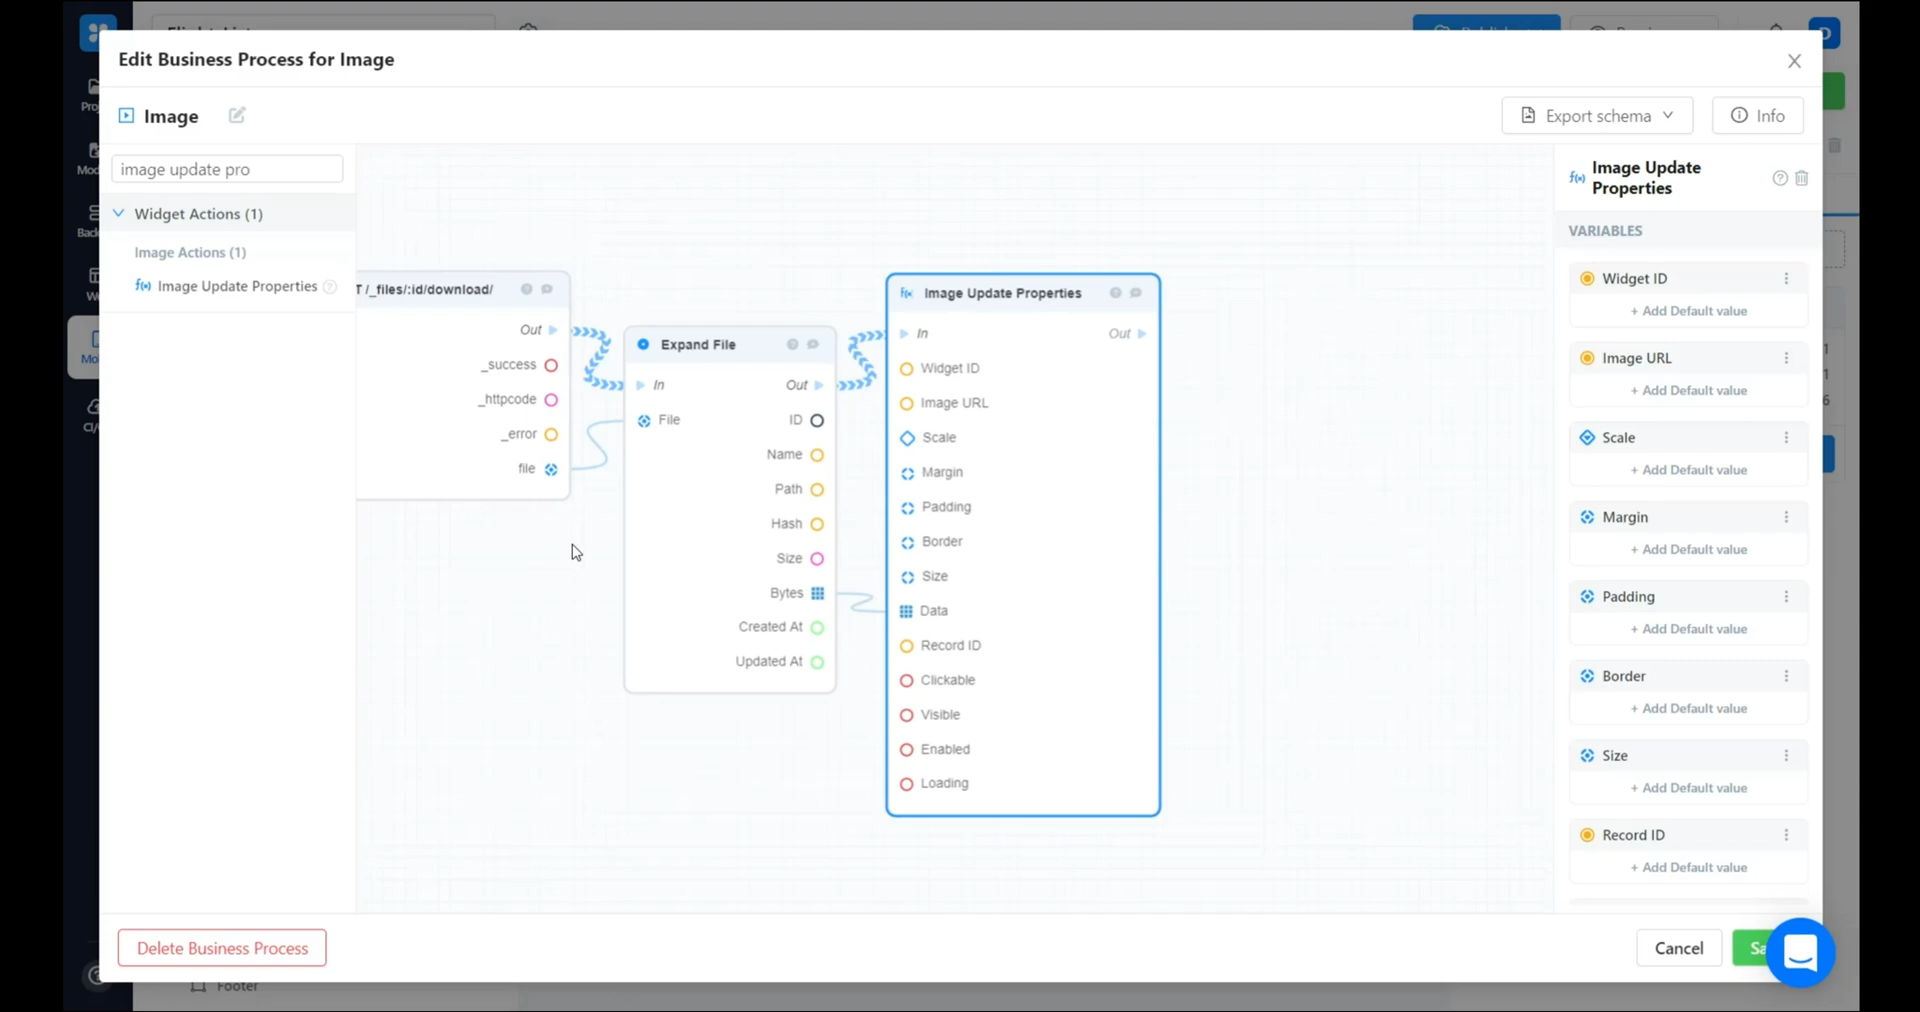 Edit Business Process for Image
Image
Export schema
Info
image update pro
Widget Actions (1)
Image Actions (1)
Image Update Properties
T /_files/:id/download/
Out
_success
_httpcode
_error
file
Expand File
In
Out
File
ID
Name
Path
Hash
Size
Bytes
Created At
Updated At
Image Update Properties
In
Out
Widget ID
Image URL
Scale
Margin
Padding
Border
Size
Data
Record ID
Clickable
Visible
Enabled
Loading
f(x)
Image Update
Properties
VARIABLES
Widget ID
+ Add Default value
Image URL
+ Add Default value
Scale
+ Add Default value
Margin
+ Add Default value
Padding
+ Add Default value
Border
+ Add Default value
Size
+ Add Default value
Record ID
+ Add Default value
Delete Business Process
Cancel
Sa
Footer